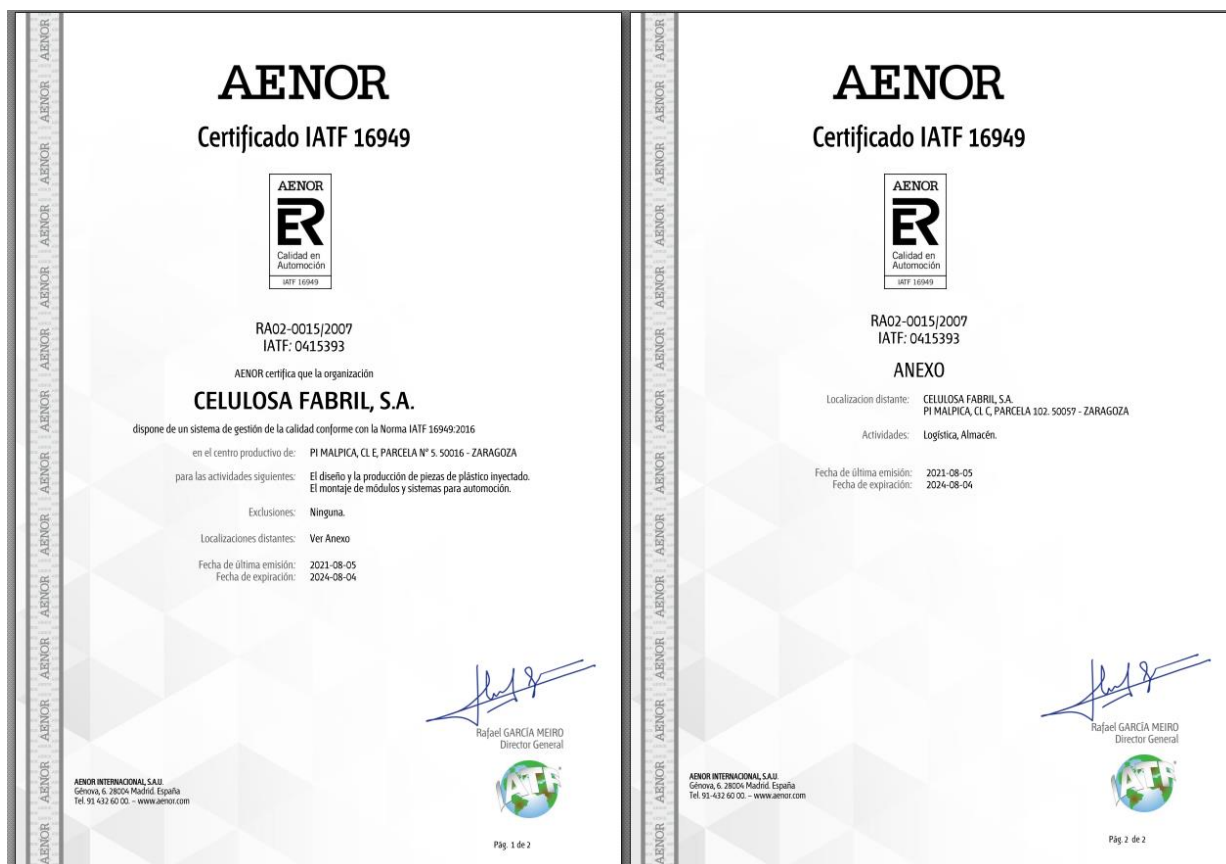 AENOR
Certificado IATF 16949
AENOR
ER
Calidad en
Automoción
IATF 16949
RA02-0015/2007
IATF: 0415393
AENOR certifica que la organización
CELULOSA FABRIL, S.A.
dispone de un sistema de gestión de la calidad conforme con la Norma IATF 16949:2016
en el centro productivo de: PI MALPICA, CL E, PARCELA Nº 5. 50016 - ZARAGOZA
para las actividades siguientes: El diseño y la producción de piezas de plástico inyectado.
El montaje de módulos y sistemas para automoción.
Exclusiones: Ninguna.
Localizaciones distantes: Ver Anexo
Fecha de última emisión: 2021-08-05
Fecha de expiración: 2024-08-04
Rafael GARCÍA MEIRO
Director General
AENOR INTERNACIONAL, S.A.U.
Génova, 6. 28004 Madrid. España
Tel. 91 432 60 00. – www.aenor.com
IATF
Pág. 1 de 2
AENOR
Certificado IATF 16949
AENOR
ER
Calidad en
Automoción
IATF 16949
RA02-0015/2007
IATF: 0415393
ANEXO
Localizacion distante: CELULOSA FABRIL, S.A.
PI MALPICA, CL C, PARCELA 102. 50057 - ZARAGOZA
Actividades: Logística, Almacén.
Fecha de última emisión: 2021-08-05
Fecha de expiración: 2024-08-04
Rafael GARCÍA MEIRO
Director General
AENOR INTERNACIONAL, S.A.U.
Génova, 6. 28004 Madrid. España
Tel. 91 432 60 00. – www.aenor.com
IATF
Pág. 2 de 2